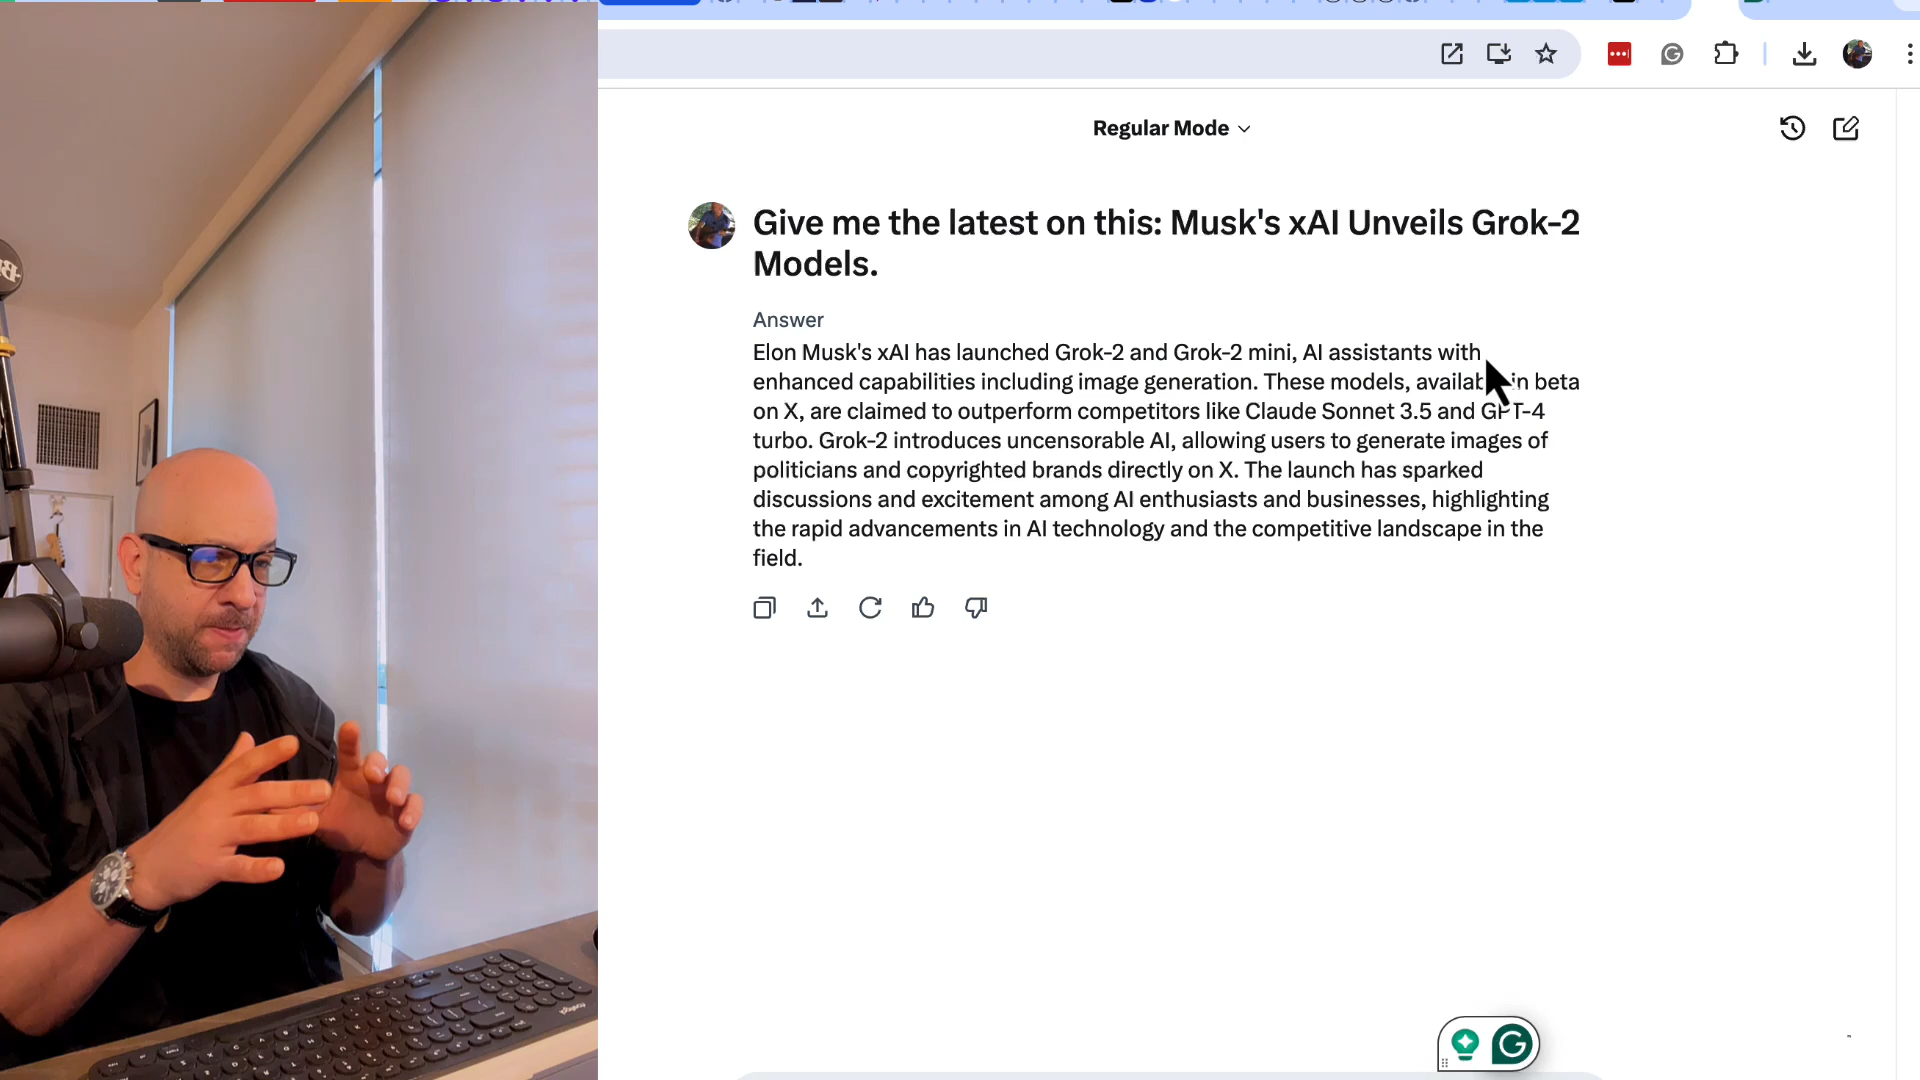 Regular Mode
Give me the latest on this: Musk's xAI Unveils Grok-2
Models.
Answer
Elon Musk's xAI has launched Grok-2 and Grok-2 mini, AI assistants with
enhanced capabilities including image generation. These models, in beta
on X, are claimed to outperform competitors like Claude Sonnet 3.5 and GPT-4
turbo. Grok-2 introduces uncensorable AI, allowing users to generate images of
politicians and copyrighted brands directly on X. The launch has sparked
discussions and excitement among AI enthusiasts and businesses, highlighting
the rapid advancements in AI technology and the competitive landscape in the
field.